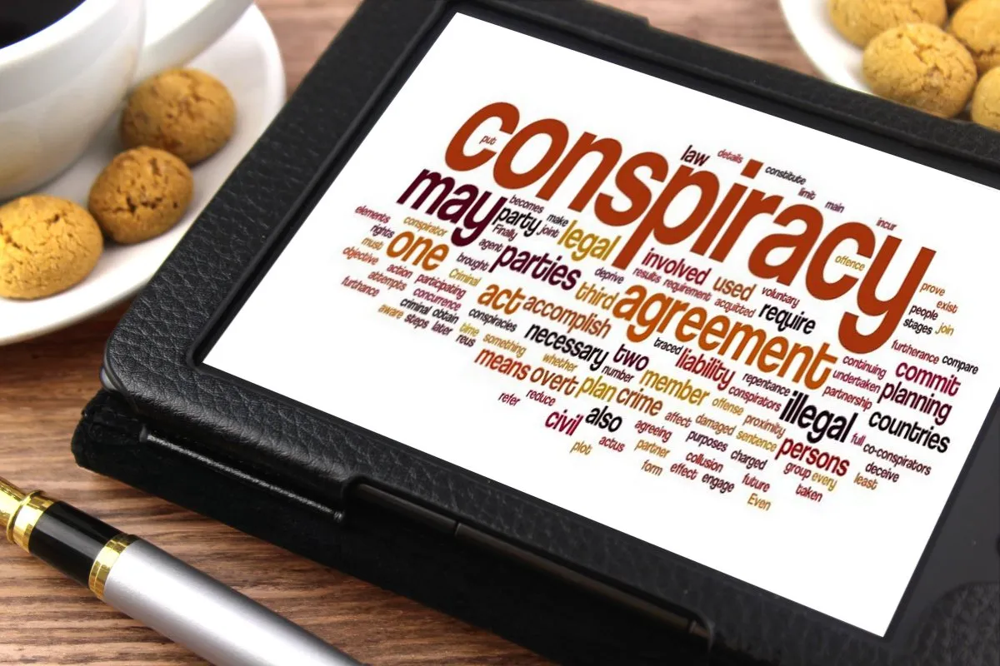 put
conspiracy
law details
constitute
limit main
incur
may becomes make
party joint legal
Finally
elements
rights conspirator
must one agent parties involved used offence prove
objective action brought deprive results requirement voluntary people exist
attempts participating Criminal third agreement acquitted require stages join
furthance concurrence act accomplish furtherance compare
criminal obtain conspiracies necessary two traced liability continuing commit
aware steps later time something whether number member repentance undertaken planning
reus means overt plan crime conspirators partnership countries
offense proximity illegal
refer reduce affect damaged sentence full co-conspirators
civil also agreeing purposes charged persons deceive
plot actus partner collusion group every least
form effect engage future taken
Even